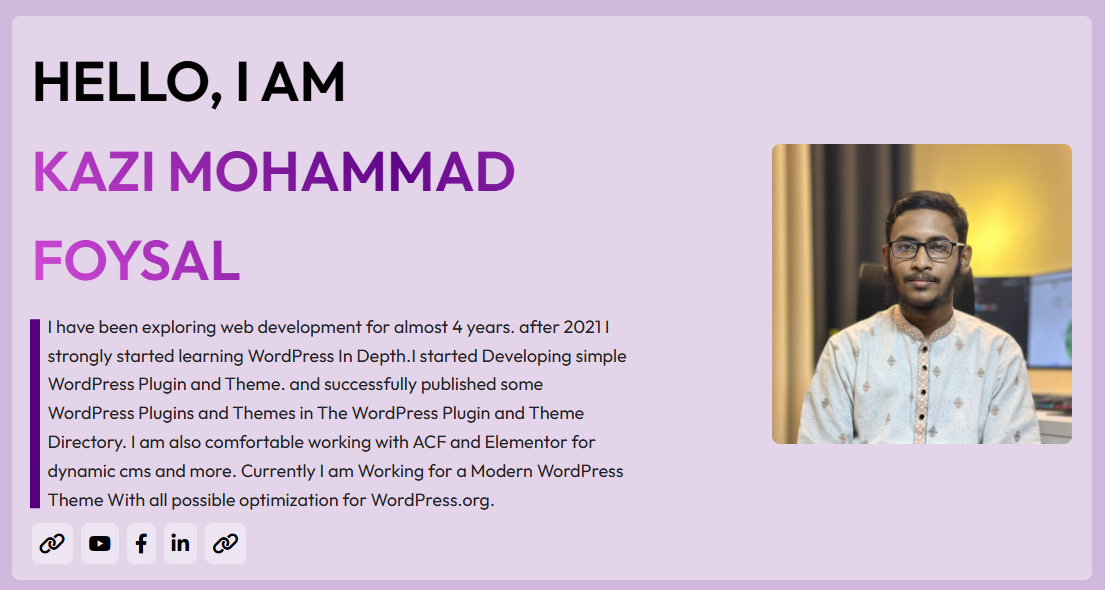 HELLO, I AM
KAZI MOHAMMAD
FOYSAL
I have been exploring web development for almost 4 years. after 2021 I
strongly started learning WordPress In Depth.I started Developing simple
WordPress Plugin and Theme. and successfully published some
WordPress Plugins and Themes in The WordPress Plugin and Theme
Directory. I am also comfortable working with ACF and Elementor for
dynamic cms and more. Currently I am Working for a Modern WordPress
Theme With all possible optimization for WordPress.org.